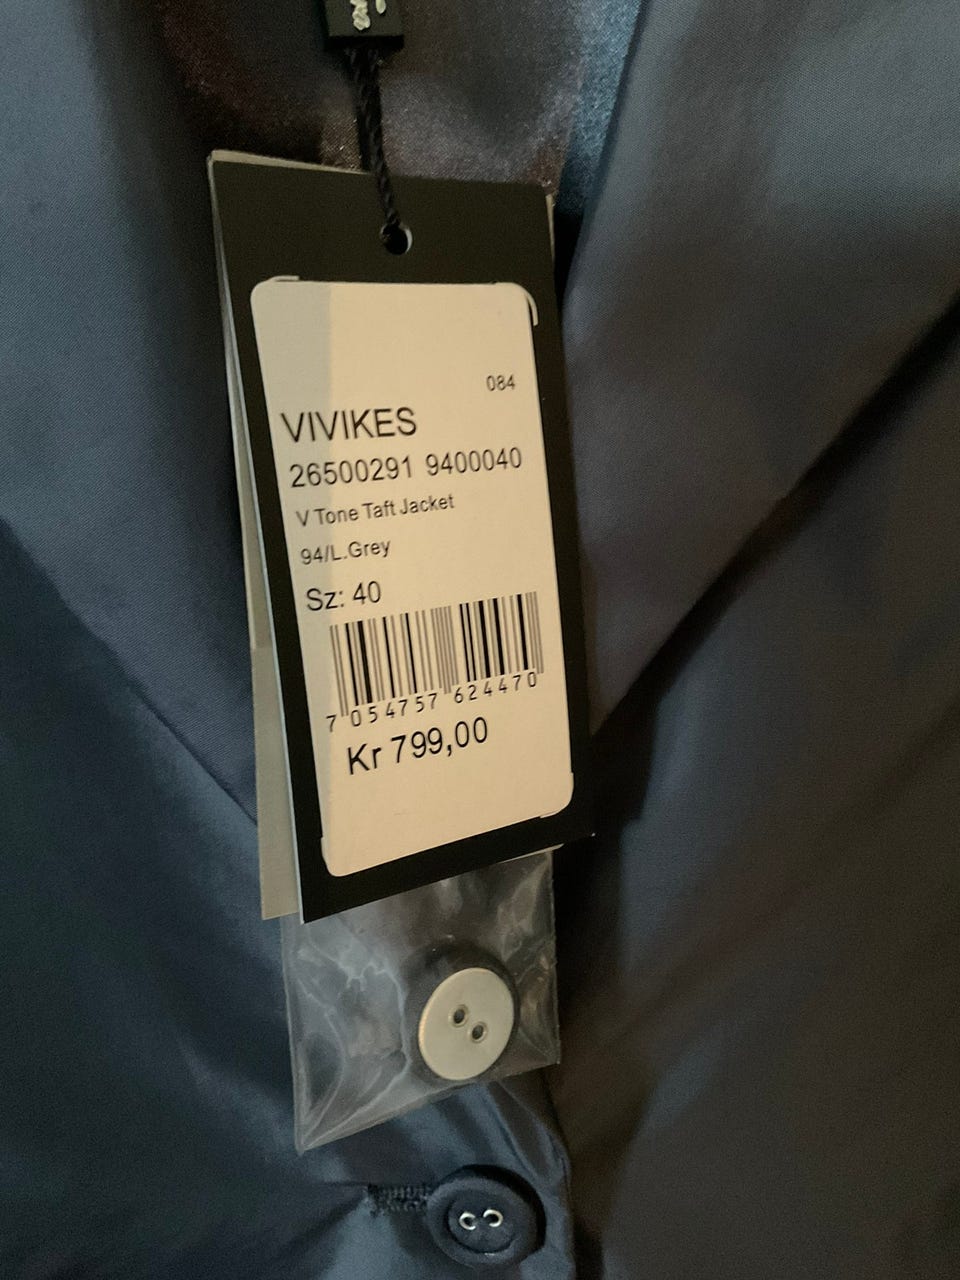 084
VIVIKES
26500291 9400040
V Tone Taft Jacket
94/L.Grey
Sz: 40
7 054757 624470
Kr 799,00